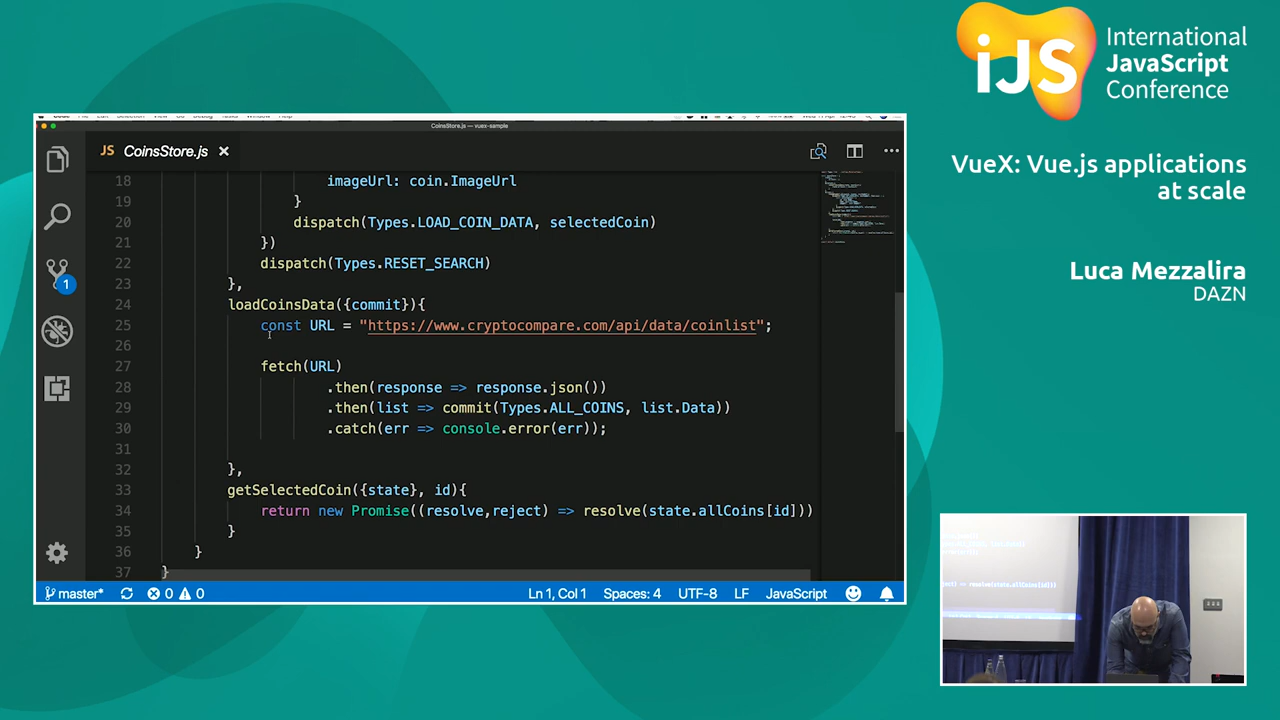 iJS
International
JavaScript
Conference
VueX: Vue.js applications
at scale
Luca Mezzalira
DAZN
CoinsStore.js — vuex-sample
JS CoinsStore.js ×
18 imageUrl: coin.ImageUrl
19 }
20 dispatch(Types.LOAD_COIN_DATA, selectedCoin)
21 })
22 dispatch(Types.RESET_SEARCH)
23 },
24 loadCoinsData({commit}){
25 const URL = "https://www.cryptocompare.com/api/data/coinlist";
26
27 fetch(URL)
28 .then(response => response.json())
29 .then(list => commit(Types.ALL_COINS, list.Data))
30 .catch(err => console.error(err));
31
32 },
33 getSelectedCoin({state}, id){
34 return new Promise((resolve,reject) => resolve(state.allCoins[id]))
35 }
36 }
37 }
1
master* 0 0 Ln 1, Col 1 Spaces: 4 UTF-8 LF JavaScript